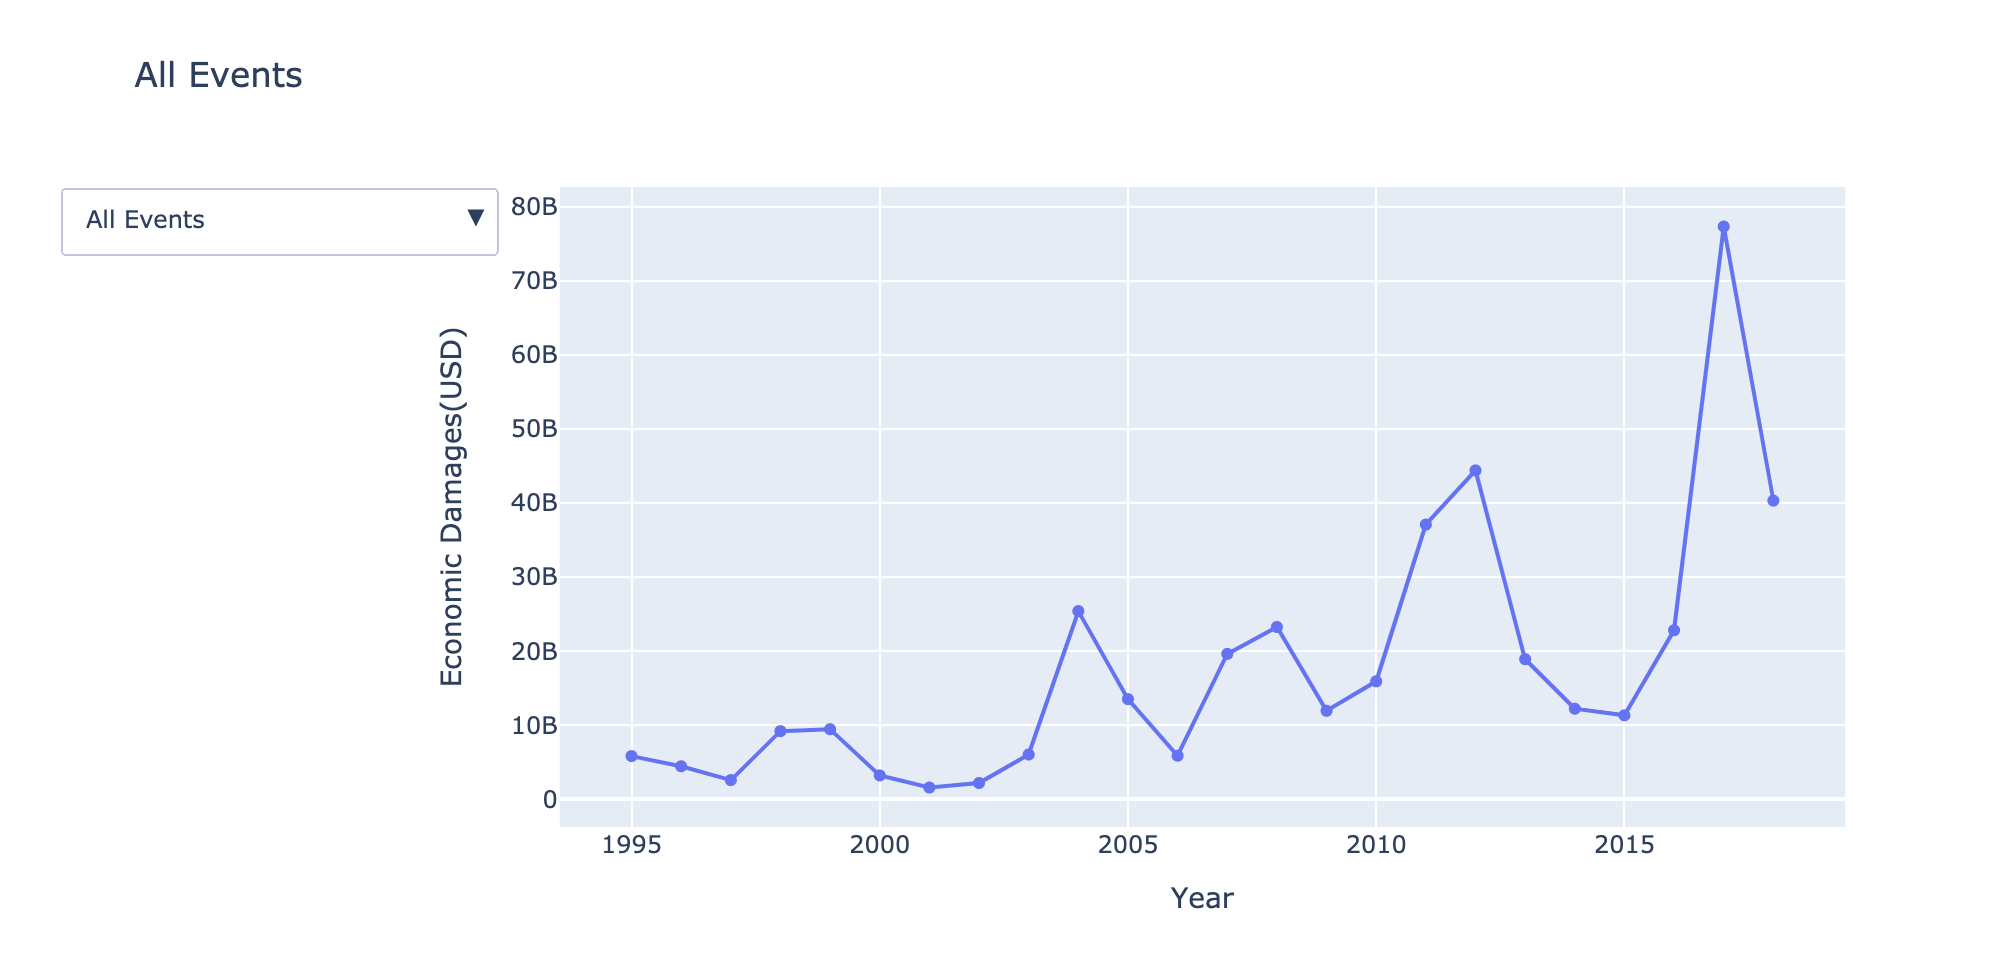 All Events
All Events ▼
Economic Damages(USD)
80B
70B
60B
50B
40B
30B
20B
10B
0
1995 2000 2005 2010 2015
Year